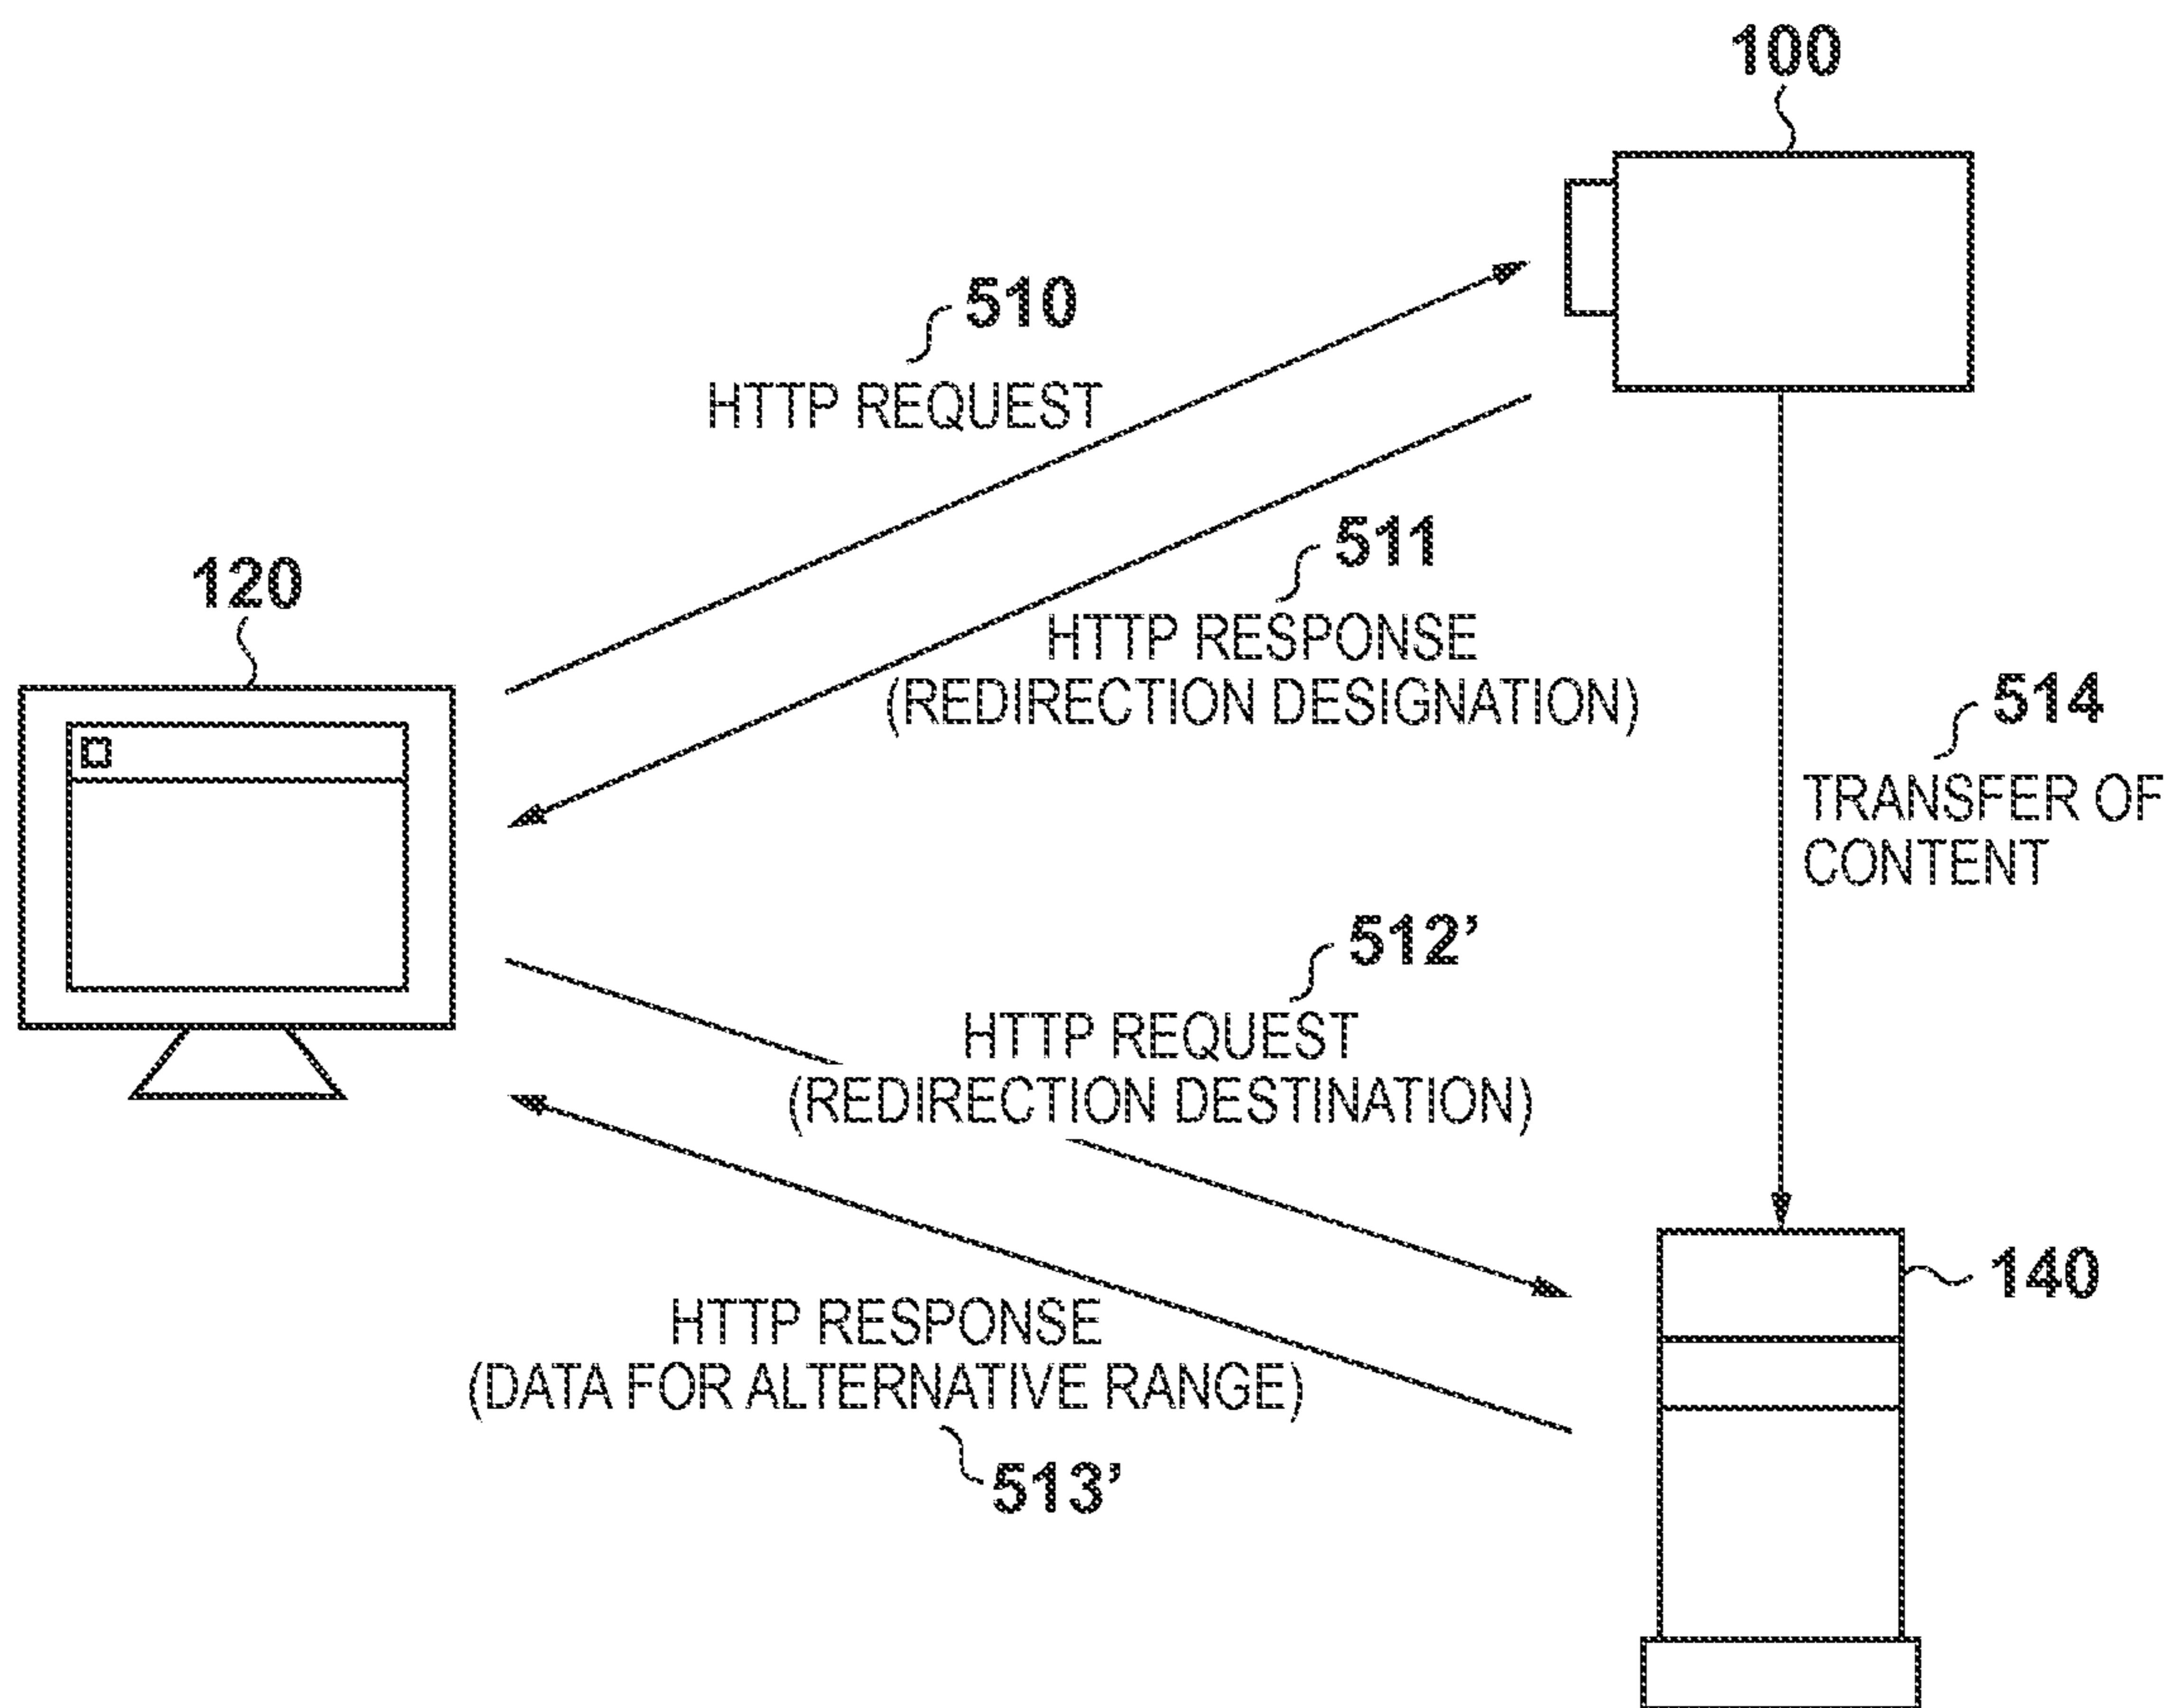 100
510
HTTP REQUEST
511
HTTP RESPONSE
(REDIRECTION DESIGNATION)
120
514
TRANSFER OF
CONTENT
512’
HTTP REQUEST
(REDIRECTION DESTINATION)
140
HTTP RESPONSE
(DATA FOR ALTERNATIVE RANGE)
513’